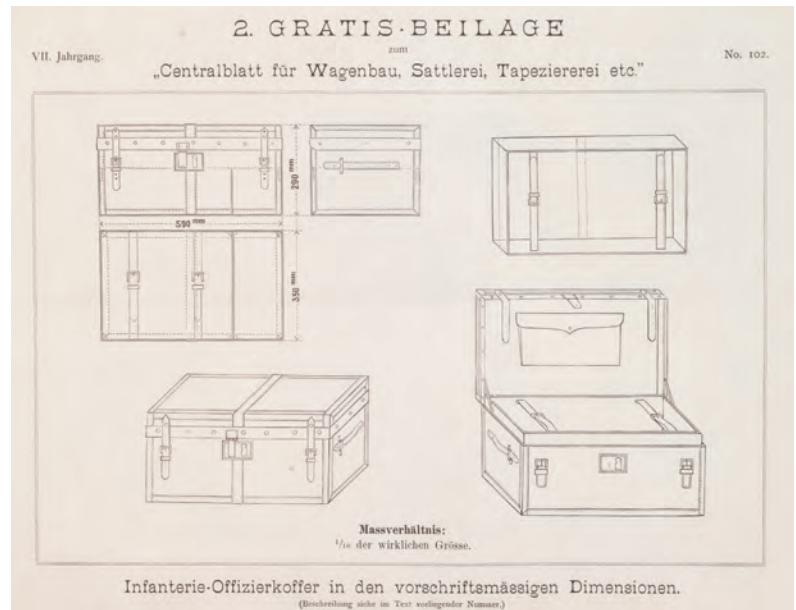 2. GRATIS-BEILAGE
zum
VII. Jahrgang.
No. 102.
„Centralblatt für Wagenbau, Sattlerei, Tapeziererei etc.”
290 mm
590 mm
350 mm
Massverhältnis:
1/10 der wirklichen Grösse.
Infanterie-Offizierkoffer in den vorschriftsmässigen Dimensionen.
(Beschreibung siehe im Text vorliegender Nummer.)